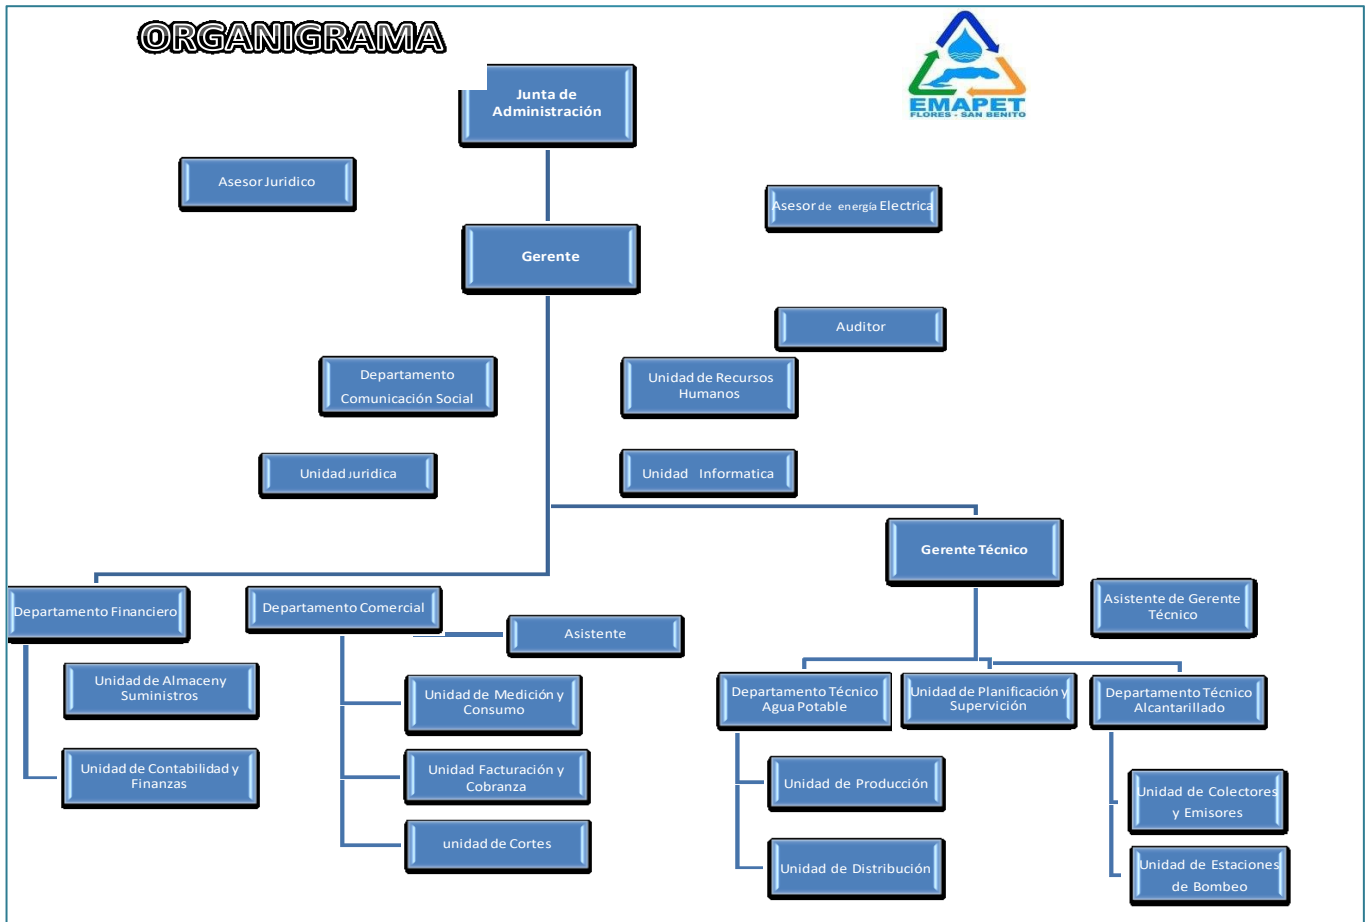 ORGANIGRAMA
EMAPET
FLORES - SAN BENITO
Junta de
Administración
Asesor Juridico
Asesor de energía Electrica
Gerente
Auditor
Departamento
Comunicación Social
Unidad de Recursos
Humanos
Unidad Juridica
Unidad Informatica
Gerente Técnico
Departamento Financiero
Departamento Comercial
Asistente
Asistente de Gerente
Técnico
Unidad de Almacen y
Suministros
Unidad de Medición y
Consumo
Departamento Técnico
Agua Potable
Unidad de Planificación y
Supervición
Departamento Técnico
Alcantarillado
Unidad de Contabilidad y
Finanzas
Unidad Facturación y
Cobranza
Unidad de Producción
Unidad de Colectores
y Emisores
unidad de Cortes
Unidad de Distribución
Unidad de Estaciones
de Bombeo